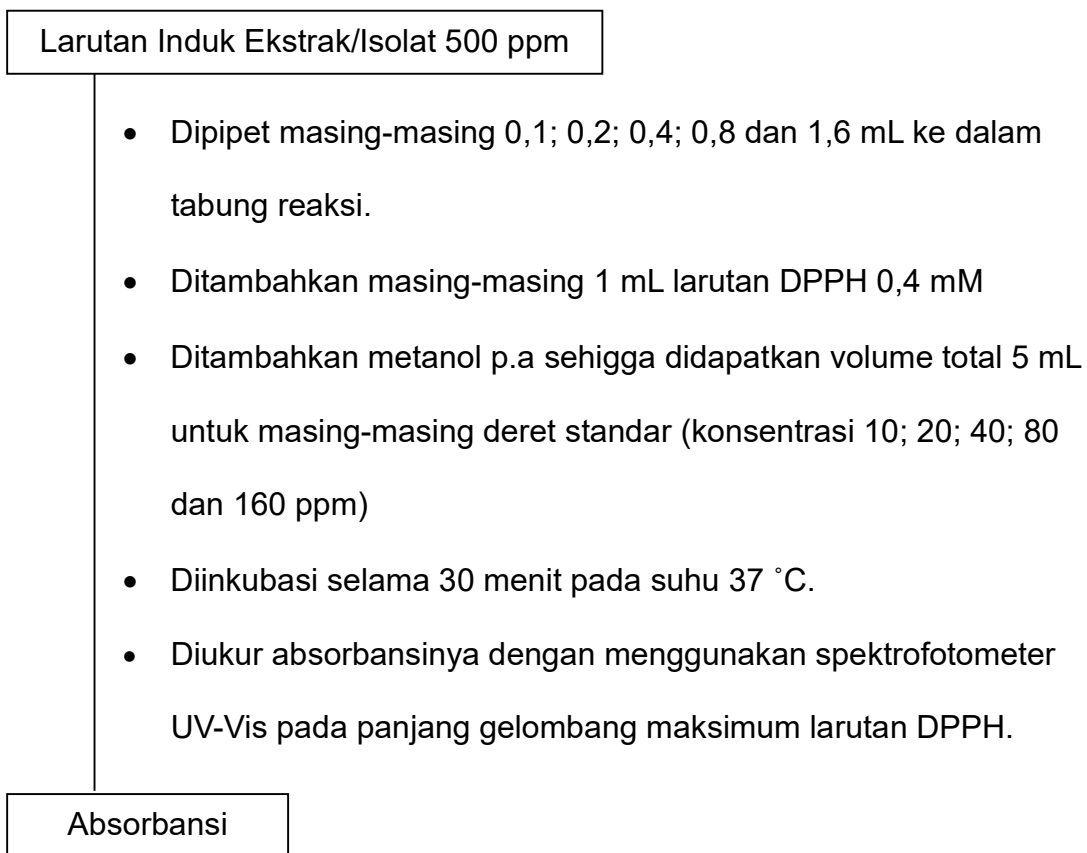 Larutan Induk Ekstrak/Isolat 500 ppm
• Dipipet masing-masing 0,1; 0,2; 0,4; 0,8 dan 1,6 mL ke dalam
tabung reaksi.
• Ditambahkan masing-masing 1 mL larutan DPPH 0,4 mM
• Ditambahkan metanol p.a sehigga didapatkan volume total 5 mL
untuk masing-masing deret standar (konsentrasi 10; 20; 40; 80
dan 160 ppm)
• Diinkubasi selama 30 menit pada suhu 37 ˚C.
• Diukur absorbansinya dengan menggunakan spektrofotometer
UV-Vis pada panjang gelombang maksimum larutan DPPH.
Absorbansi